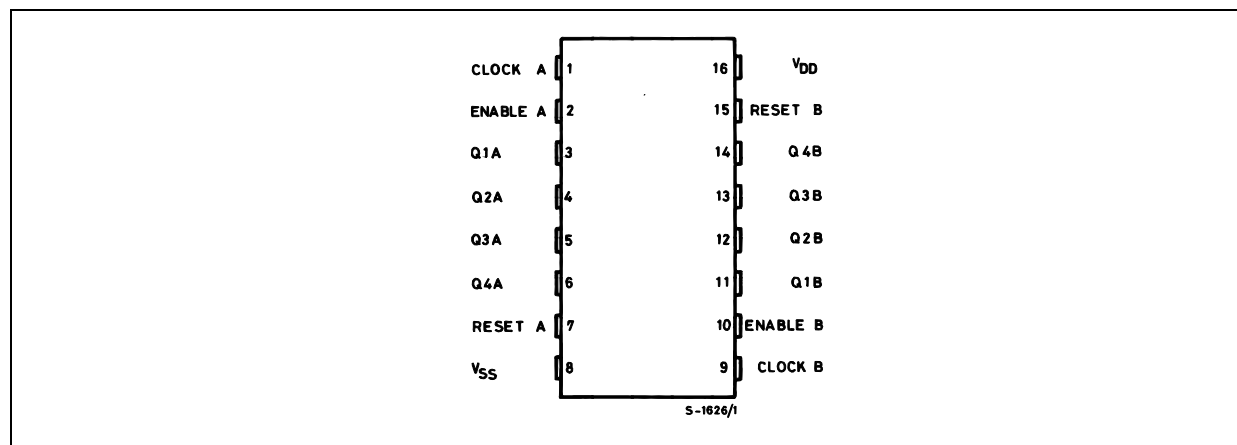 CLOCK A 1 16 VDD
ENABLE A 2 15 RESET B
Q1A 3 14 Q4B
Q2A 4 13 Q3B
Q3A 5 12 Q2B
Q4A 6 11 Q1B
RESET A 7 10 ENABLE B
VSS 8 9 CLOCK B
S-1626/1